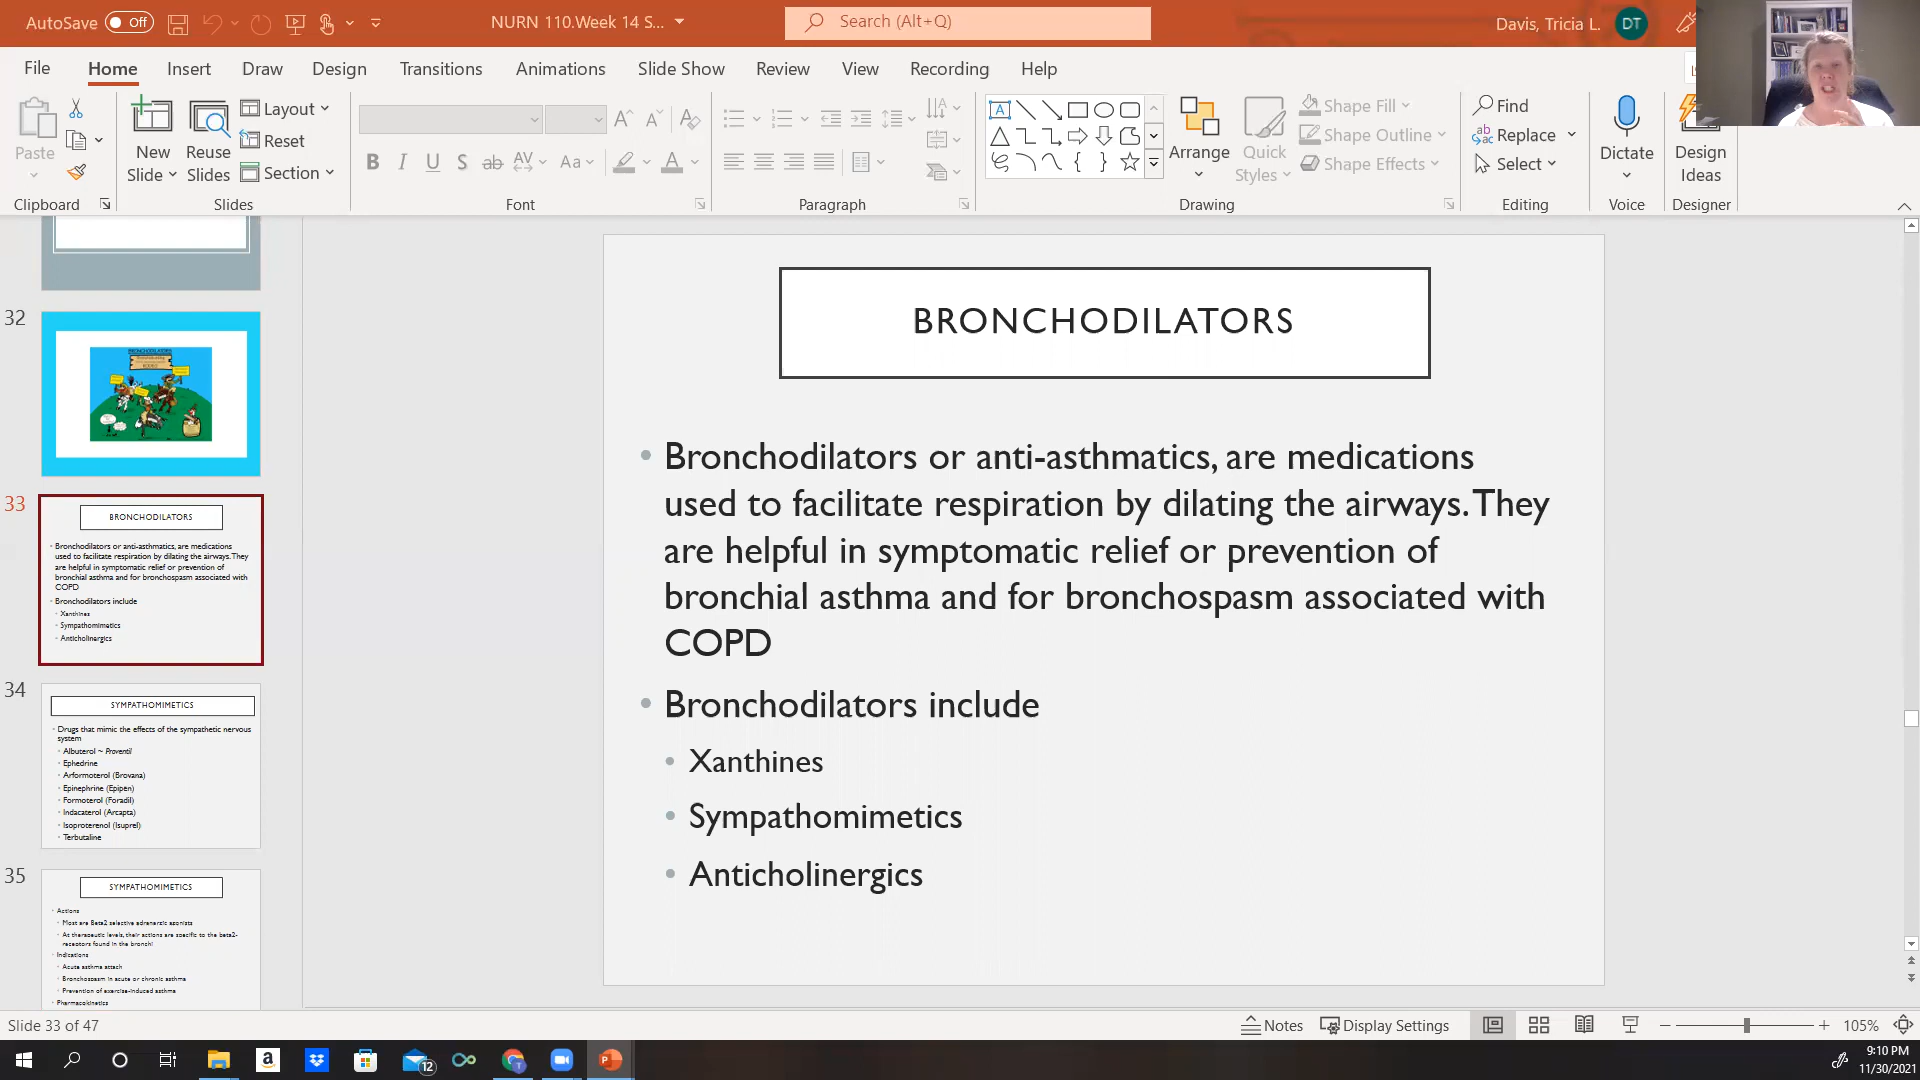 AutoSave Off NURN 110.Week 14 S... Search (Alt+Q) Davis, Tricia L. DT
File Home Insert Draw Design Transitions Animations Slide Show Review View Recording Help
Paste
New Slide
Reuse Slides
Layout
Reset
Section
B I U S ab AV Aa A
Arrange
Quick Styles
Shape Fill
Shape Outline
Shape Effects
Find
Replace
Select
Dictate
Design Ideas
Clipboard Slides Font Paragraph Drawing Editing Voice Designer
32
BRONCHODILATORS
33
BRONCHODILATORS
• Bronchodilators or anti-asthmatics, are medications
used to facilitate respiration by dilating the airways. They
are helpful in symptomatic relief or prevention of
bronchial asthma and for bronchospasm associated with
COPD
• Bronchodilators include
• Xanthines
• Sympathomimetics
• Anticholinergics
34
SYMPATHOMIMETICS
• Drugs that mimic the effects of the sympathetic nervous
system
• Albuterol ~ Proventil
• Ephedrine
• Arformoterol (Brovana)
• Epinephrine (Epipen)
• Formoterol (Foradil)
• Indacaterol (Arcapta)
• Isoproterenol (Isuprel)
• Terbutaline
35
SYMPATHOMIMETICS
• Actions
• Most are Beta2 selective adrenergic agonists
• At therapeutic levels, their actions are specific to the beta2-
receptors found in the bronchi
• Indications
• Acute asthma attach
• Bronchospasm in acute or chronic asthma
• Prevention of exercise-induced asthma
• Pharmacokinetics
BRONCHODILATORS
• Bronchodilators or anti-asthmatics, are medications
used to facilitate respiration by dilating the airways. They
are helpful in symptomatic relief or prevention of
bronchial asthma and for bronchospasm associated with
COPD
• Bronchodilators include
• Xanthines
• Sympathomimetics
• Anticholinergics
Slide 33 of 47 Notes Display Settings 105%
12
9:10 PM
11/30/2021